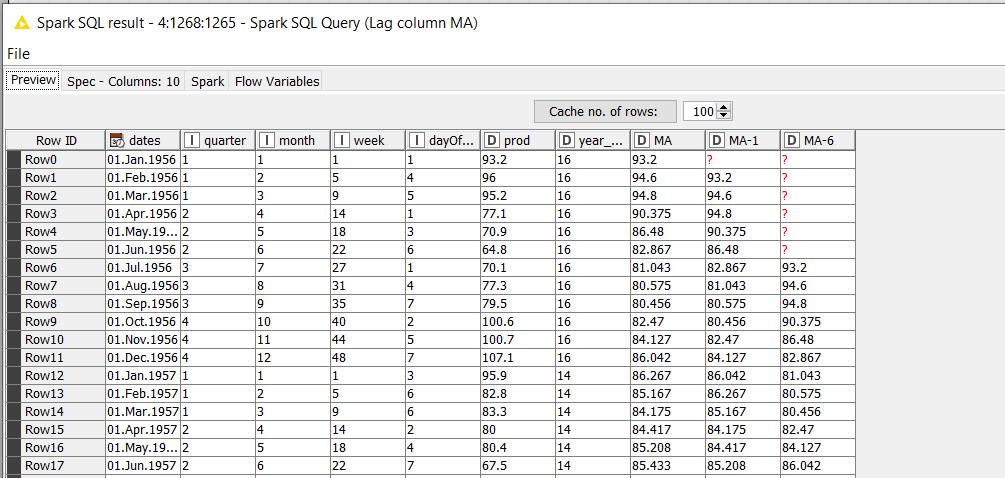 Spark SQL result - 4:1268:1265 - Spark SQL Query (Lag column MA)
File
Preview Spec - Columns: 10 Spark Flow Variables
Cache no. of rows: 100
Row ID dates I quarter I month I week I dayOf... D prod D year_... D MA D MA-1 D MA-6
Row0 01.Jan.1956 1 1 1 1 93.2 16 93.2 ? ?
Row1 01.Feb.1956 1 2 5 4 96 16 94.6 93.2 ?
Row2 01.Mar.1956 1 3 9 5 95.2 16 94.8 94.6 ?
Row3 01.Apr.1956 2 4 14 1 77.1 16 90.375 94.8 ?
Row4 01.May.19... 2 5 18 3 70.9 16 86.48 90.375 ?
Row5 01.Jun.1956 2 6 22 6 64.8 16 82.867 86.48 ?
Row6 01.Jul.1956 3 7 27 1 70.1 16 81.043 82.867 93.2
Row7 01.Aug.1956 3 8 31 4 77.3 16 80.575 81.043 94.6
Row8 01.Sep.1956 3 9 35 7 79.5 16 80.456 80.575 94.8
Row9 01.Oct.1956 4 10 40 2 100.6 16 82.47 80.456 90.375
Row10 01.Nov.1956 4 11 44 5 100.7 16 84.127 82.47 86.48
Row11 01.Dec.1956 4 12 48 7 107.1 16 86.042 84.127 82.867
Row12 01.Jan.1957 1 1 1 3 95.9 14 86.267 86.042 81.043
Row13 01.Feb.1957 1 2 5 6 82.8 14 85.167 86.267 80.575
Row14 01.Mar.1957 1 3 9 6 83.3 14 84.175 85.167 80.456
Row15 01.Apr.1957 2 4 14 2 80 14 84.417 84.175 82.47
Row16 01.May.19... 2 5 18 4 80.4 14 85.208 84.417 84.127
Row17 01.Jun.1957 2 6 22 7 67.5 14 85.433 85.208 86.042